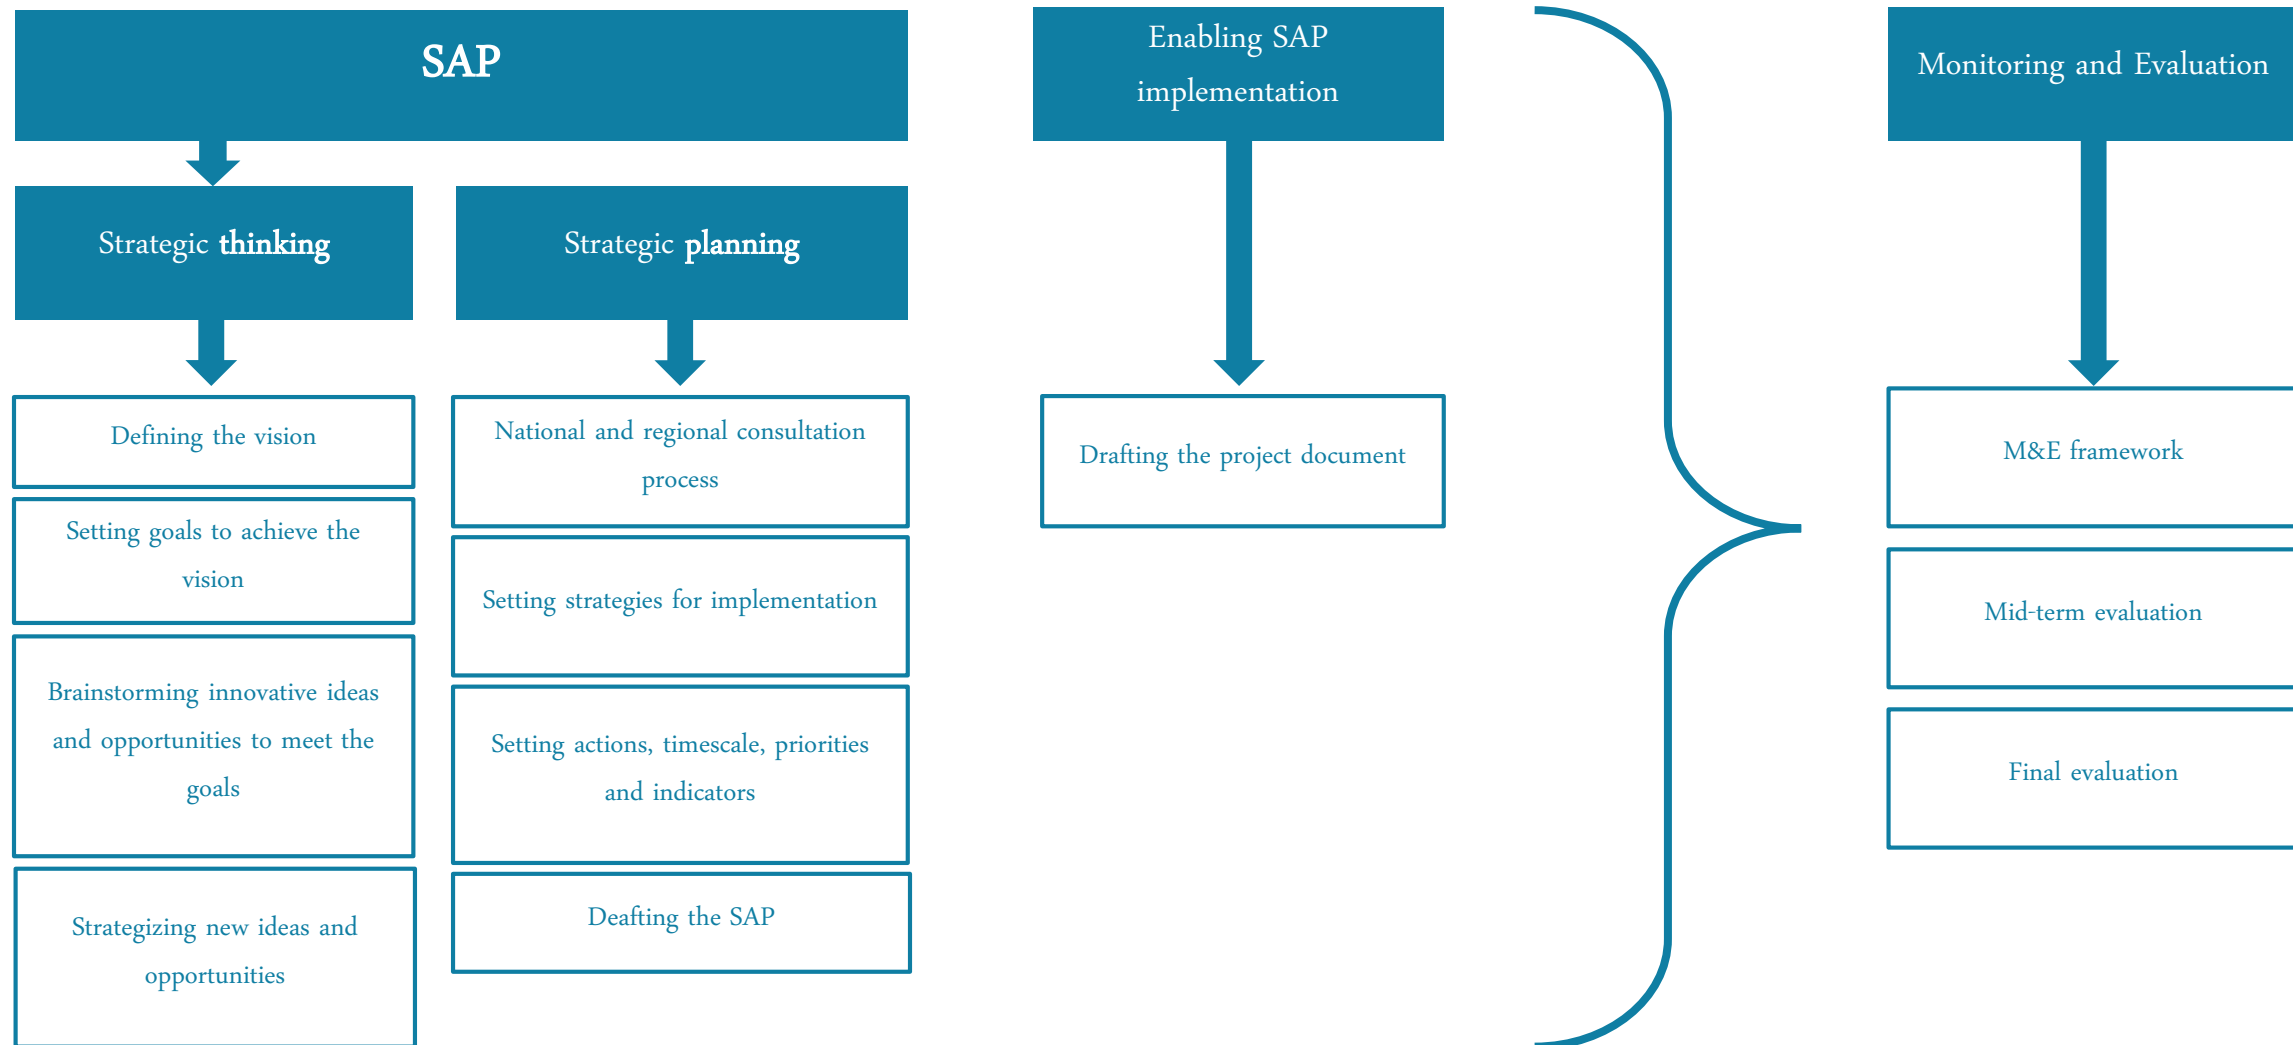 SAP
Strategic thinking
Defining the vision
Setting goals to achieve the
vision
Brainstorming innovative ideas
and opportunities to meet the
goals
Strategizing new ideas and
opportunities
Strategic planning
National and regional consultation
process
Setting strategies for implementation
Setting actions, timescale, priorities
and indicators
Deafting the SAP
Enabling SAP
implementation
Drafting the project document
Monitoring and Evaluation
M&E framework
Mid-term evaluation
Final evaluation